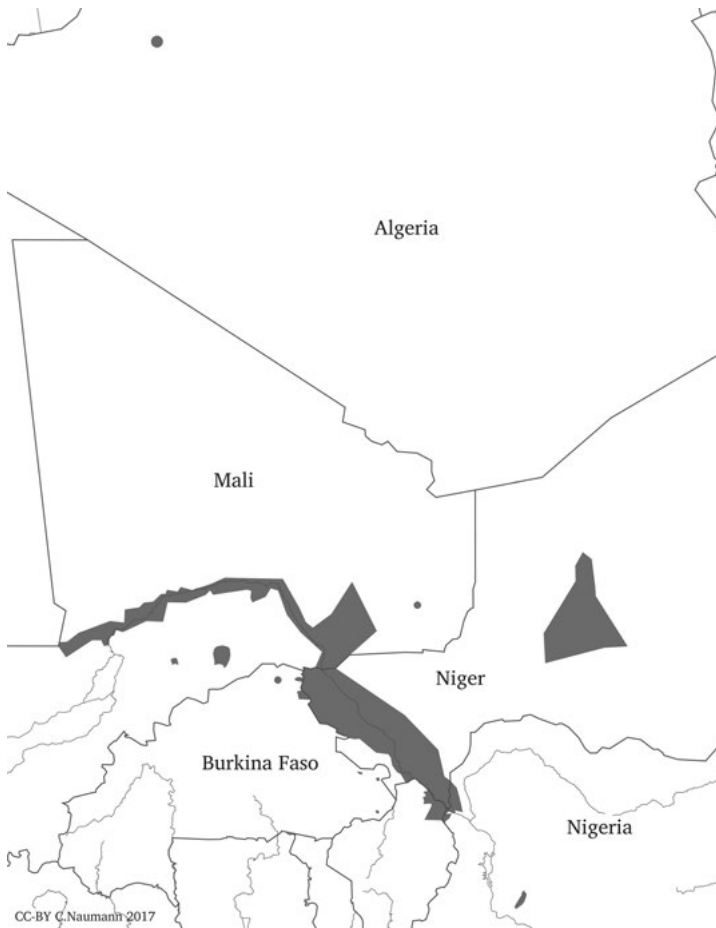 Algeria
Mali
Niger
Burkina Faso
Nigeria
CC-BY C.Naumann 2017